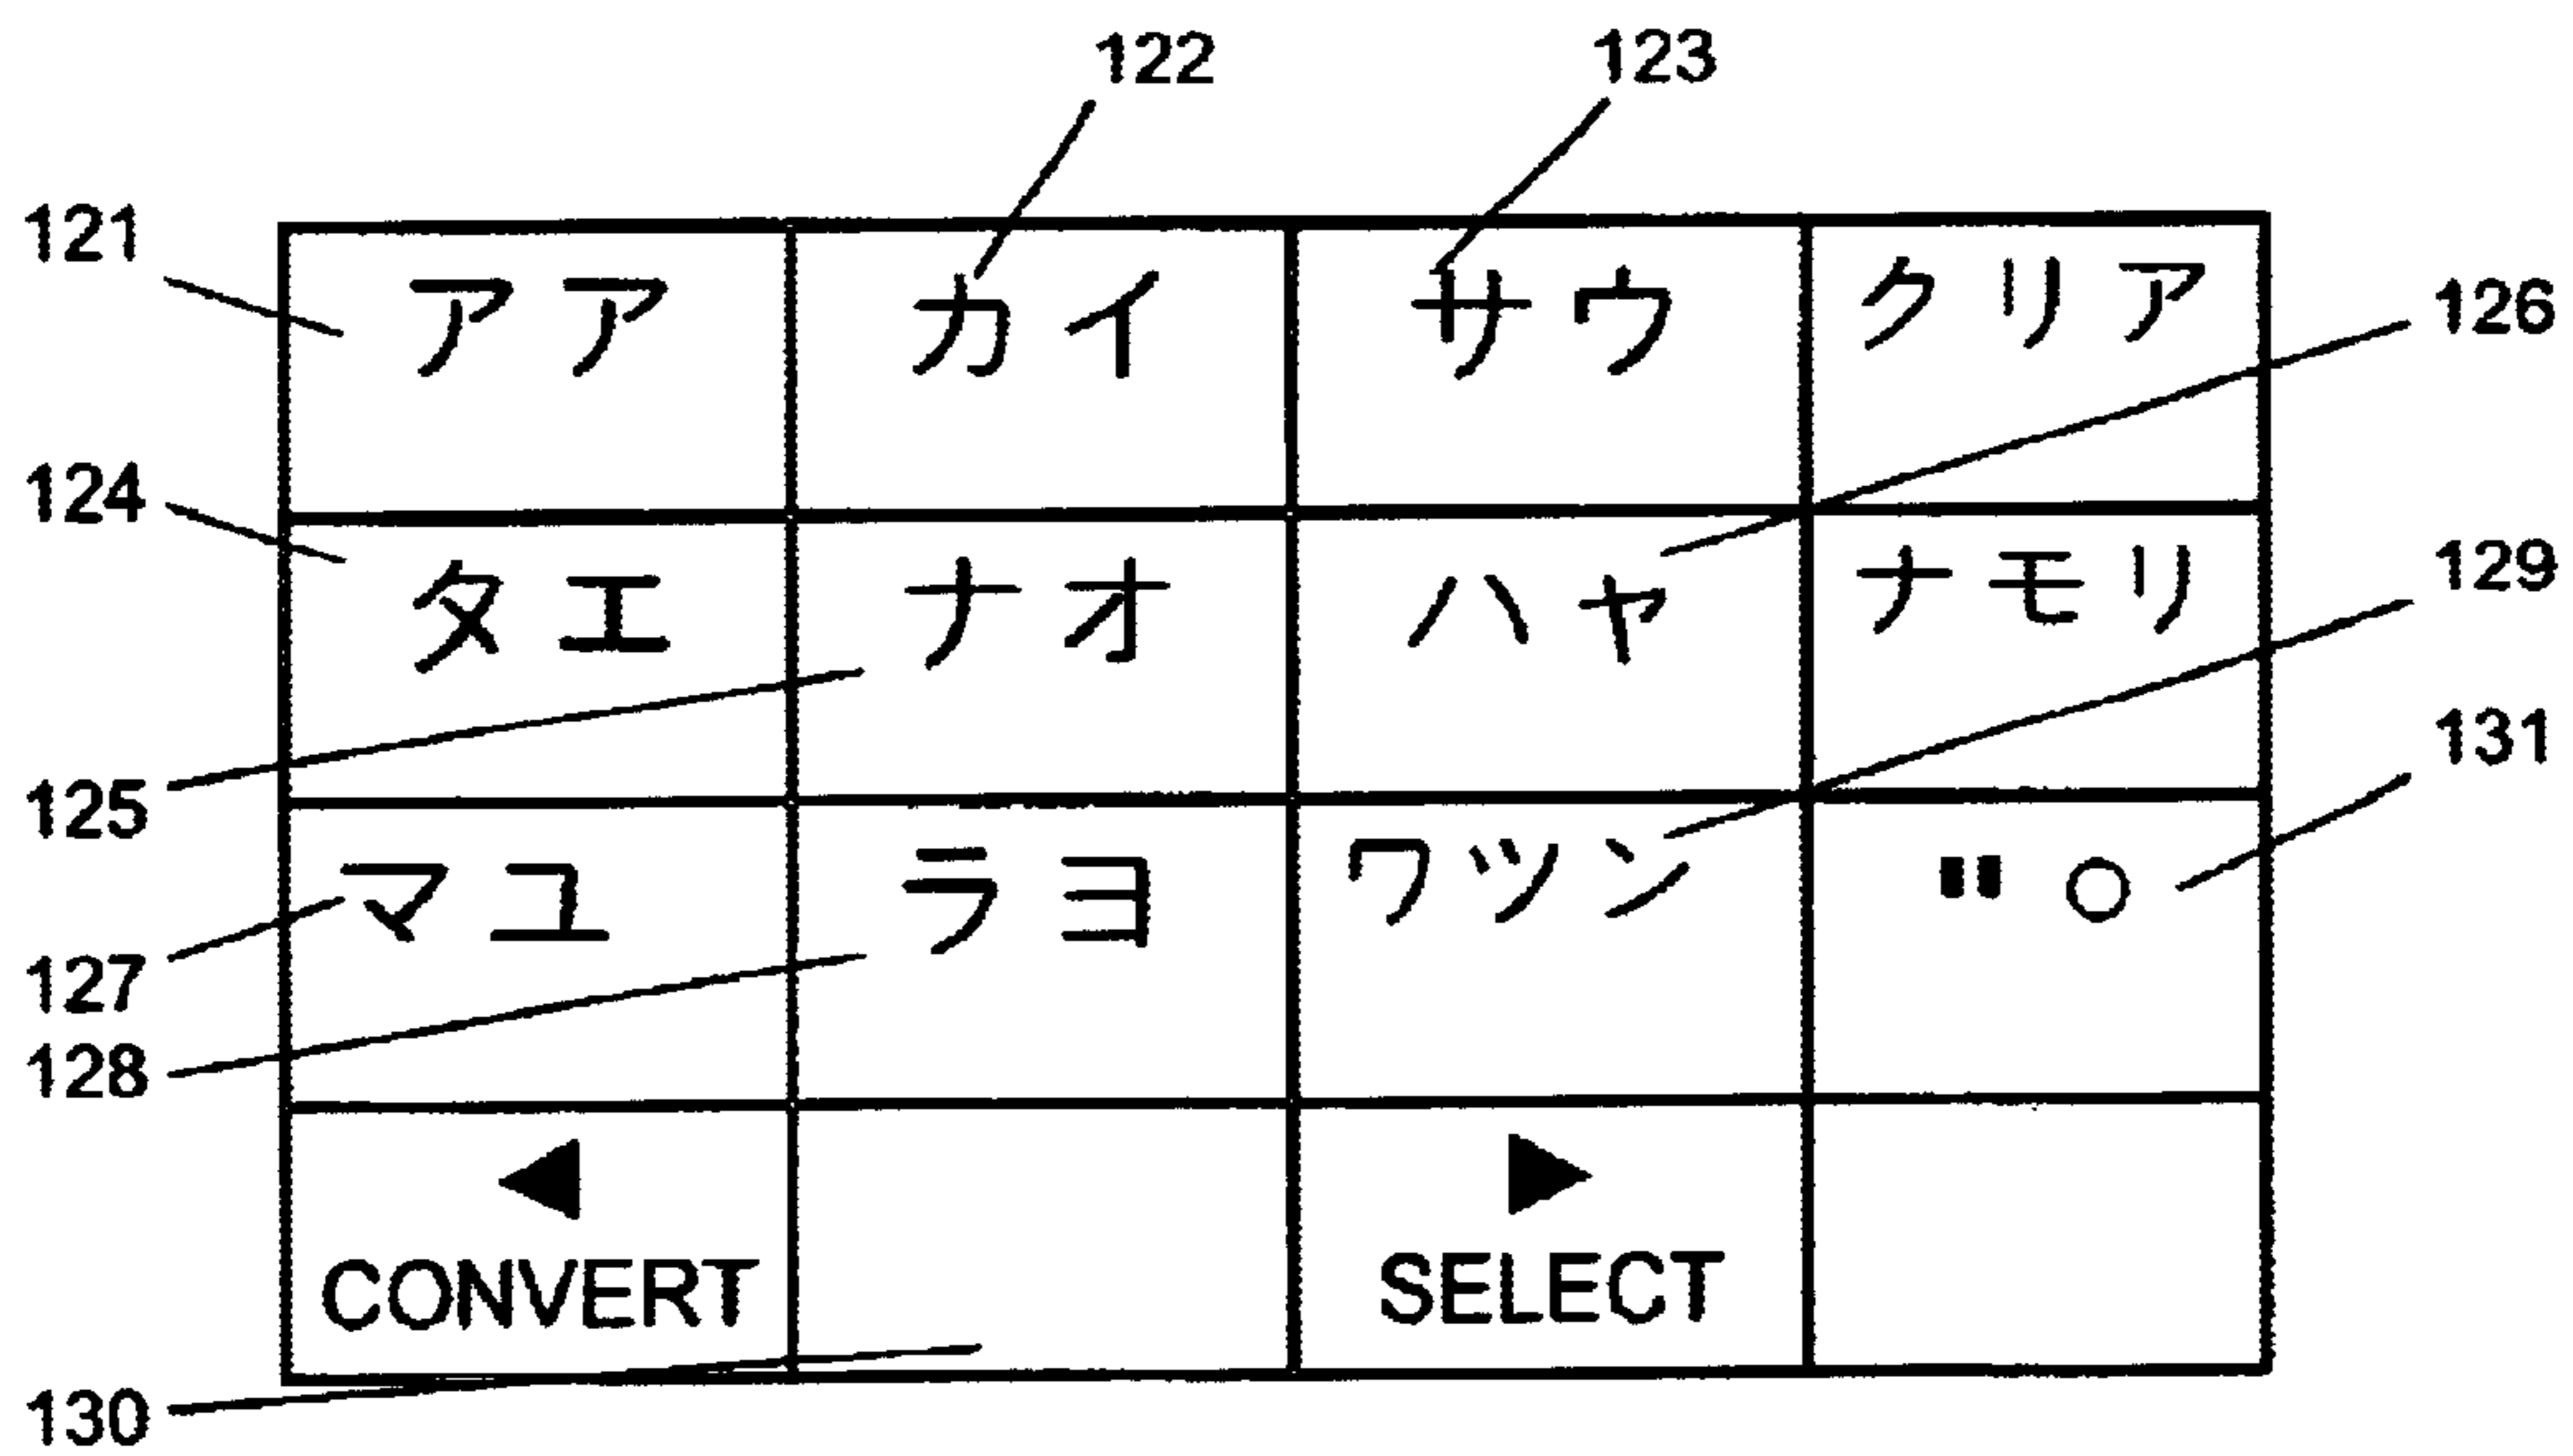 122 123
121 アア カイ サウ クリア 126
124 タエ ナオ ハヤ ナモリ 129
125 131
127 マユ ラヨ ワツン " ○
128
◀ ▶
CONVERT SELECT
130